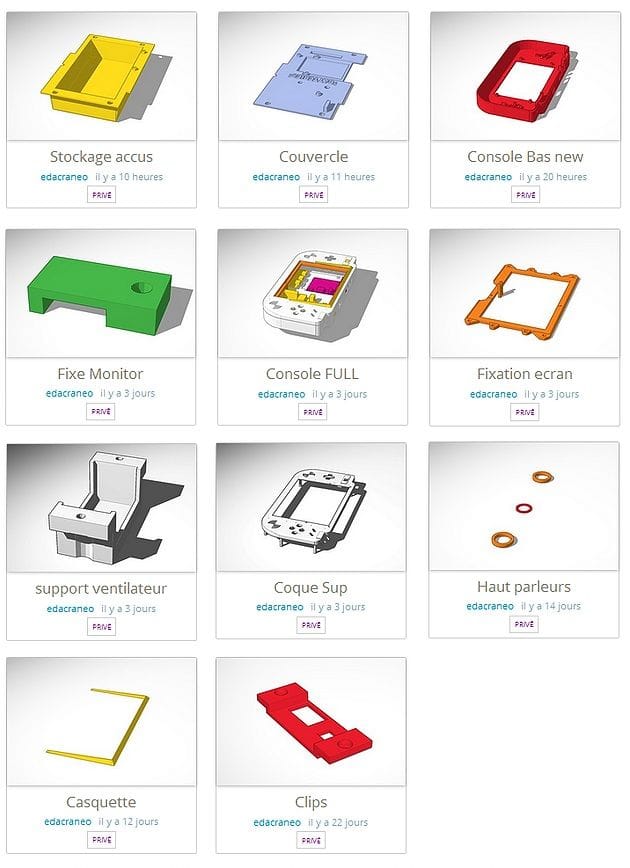 Stockage accus
edacraneo il y a 10 heures
PRIVÉ
Couvercle
edacraneo il y a 11 heures
PRIVÉ
Console Bas new
edacraneo il y a 20 heures
PRIVÉ
Fixe Monitor
edacraneo il y a 3 jours
PRIVÉ
Console FULL
edacraneo il y a 3 jours
PRIVÉ
Fixation ecran
edacraneo il y a 3 jours
PRIVÉ
support ventilateur
edacraneo il y a 3 jours
PRIVÉ
Coque Sup
edacraneo il y a 3 jours
PRIVÉ
Haut parleurs
edacraneo il y a 14 jours
PRIVÉ
Casquette
edacraneo il y a 12 jours
PRIVÉ
Clips
edacraneo il y a 22 jours
PRIVÉ